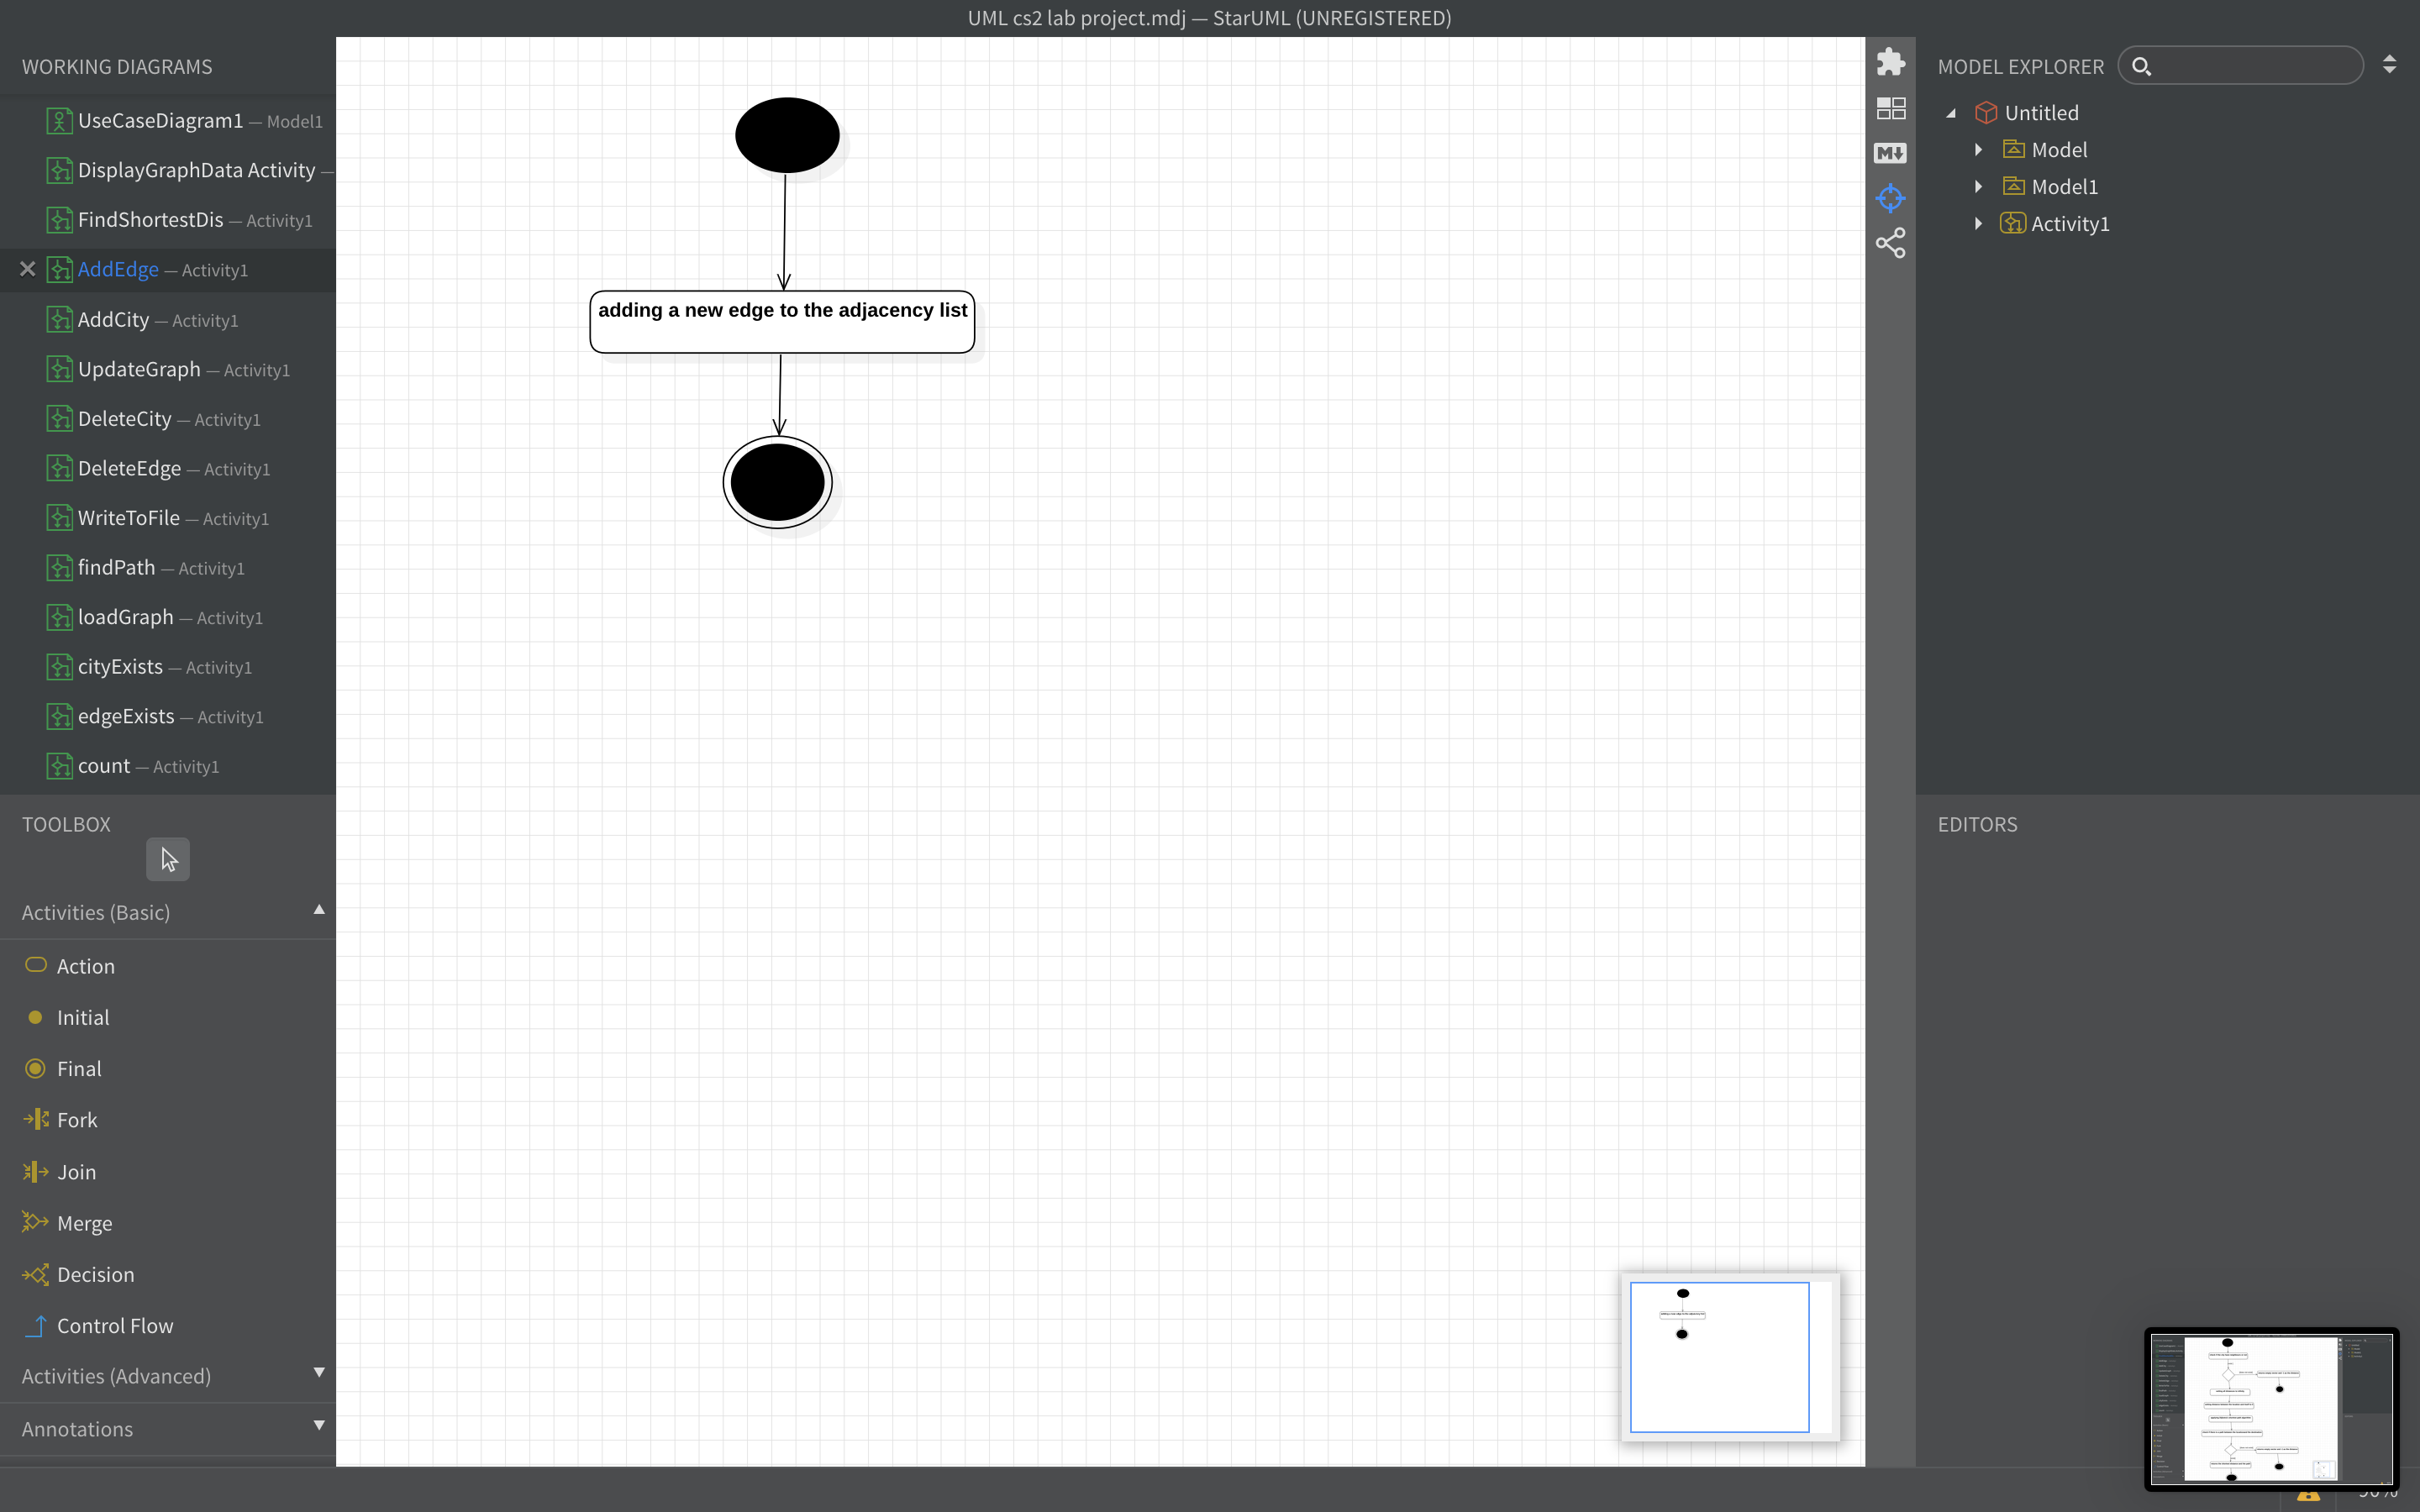 UML cs2 lab project.mdj — StarUML (UNREGISTERED)
WORKING DIAGRAMS
UseCaseDiagram1 — Model1
DisplayGraphData Activity —
FindShortestDis — Activity1
AddEdge — Activity1
AddCity — Activity1
UpdateGraph — Activity1
DeleteCity — Activity1
DeleteEdge — Activity1
WriteToFile — Activity1
findPath — Activity1
loadGraph — Activity1
cityExists — Activity1
edgeExists — Activity1
count — Activity1
TOOLBOX
Activities (Basic)
Action
Initial
Final
Fork
Join
Merge
Decision
Control Flow
Activities (Advanced)
Annotations
adding a new edge to the adjacency list
M
MODEL EXPLORER
Untitled
Model
Model1
Activity1
EDITORS